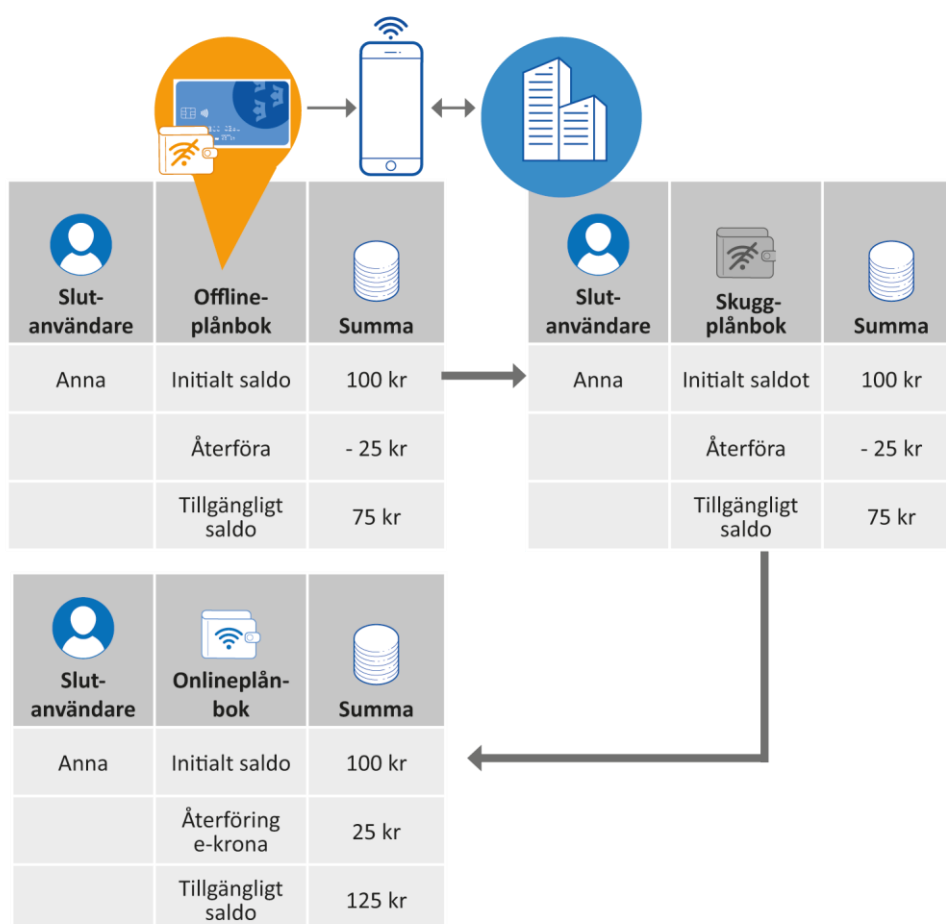 Slut-
användare
Offline-
plånbok
Summa
Anna
Initialt saldo
100 kr
Återföra
- 25 kr
Tillgängligt
saldo
75 kr
Slut-
användare
Skugg-
plånbok
Summa
Anna
Initialt saldot
100 kr
Återföra
- 25 kr
Tillgängligt
saldo
75 kr
Slut-
användare
Onlineplån-
bok
Summa
Anna
Initialt saldo
100 kr
Återföring
e-krona
25 kr
Tillgängligt
saldo
125 kr